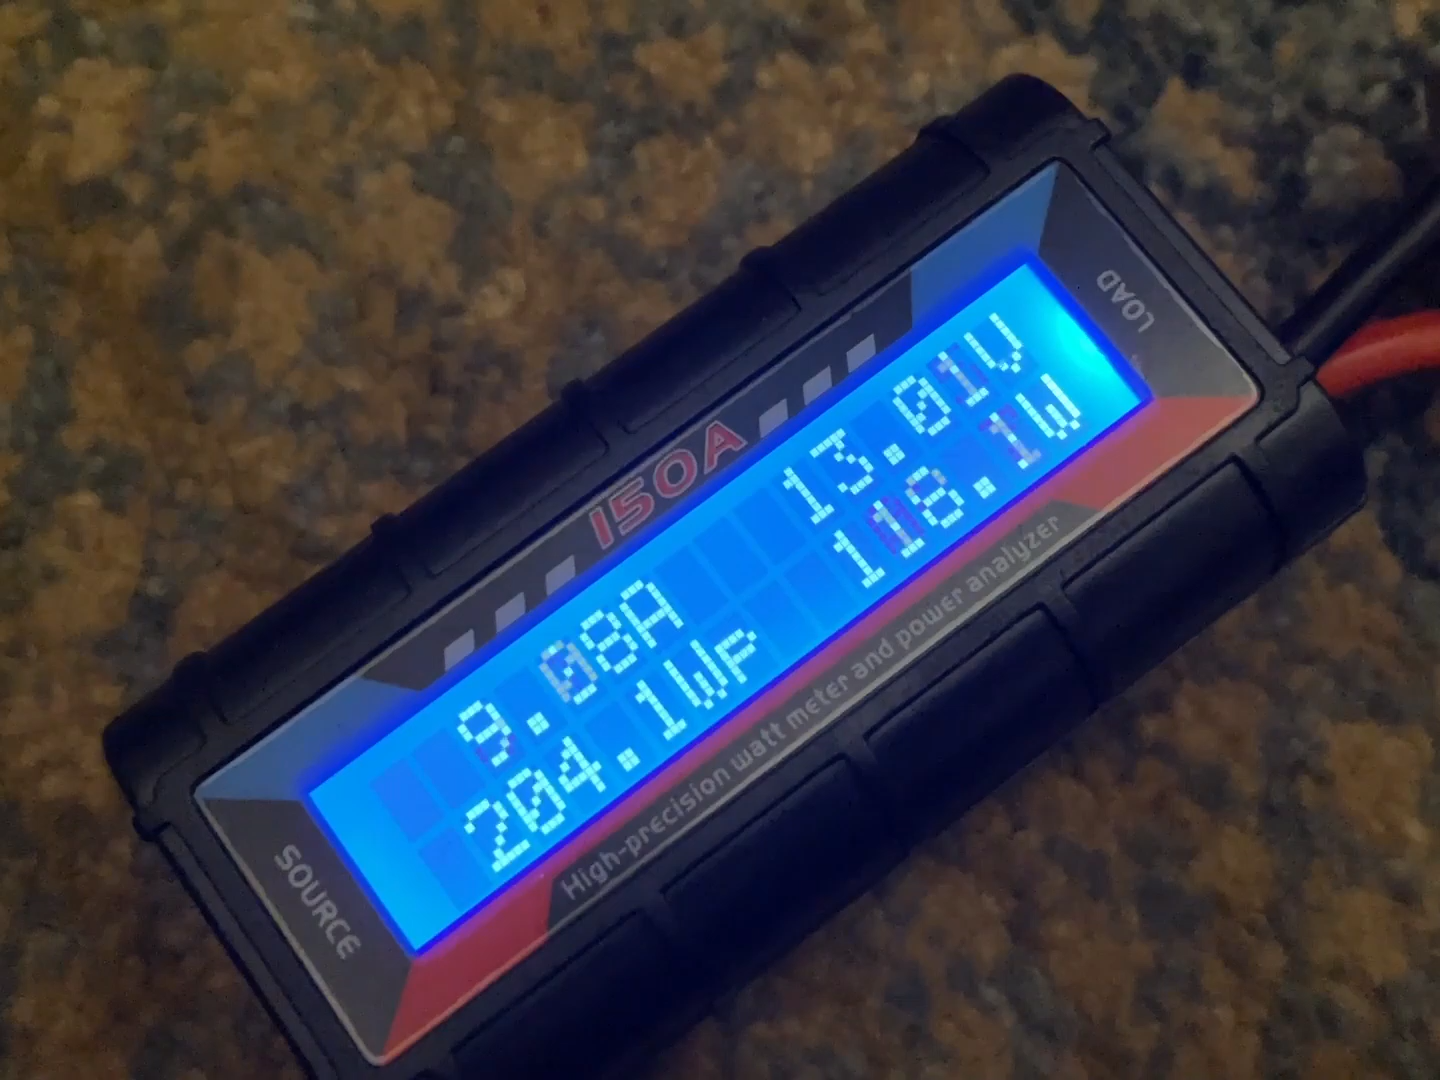 150A
9.08A 13.01V
204.1WP 118.1W
SOURCE
LOAD
High-precision watt meter and power analyzer